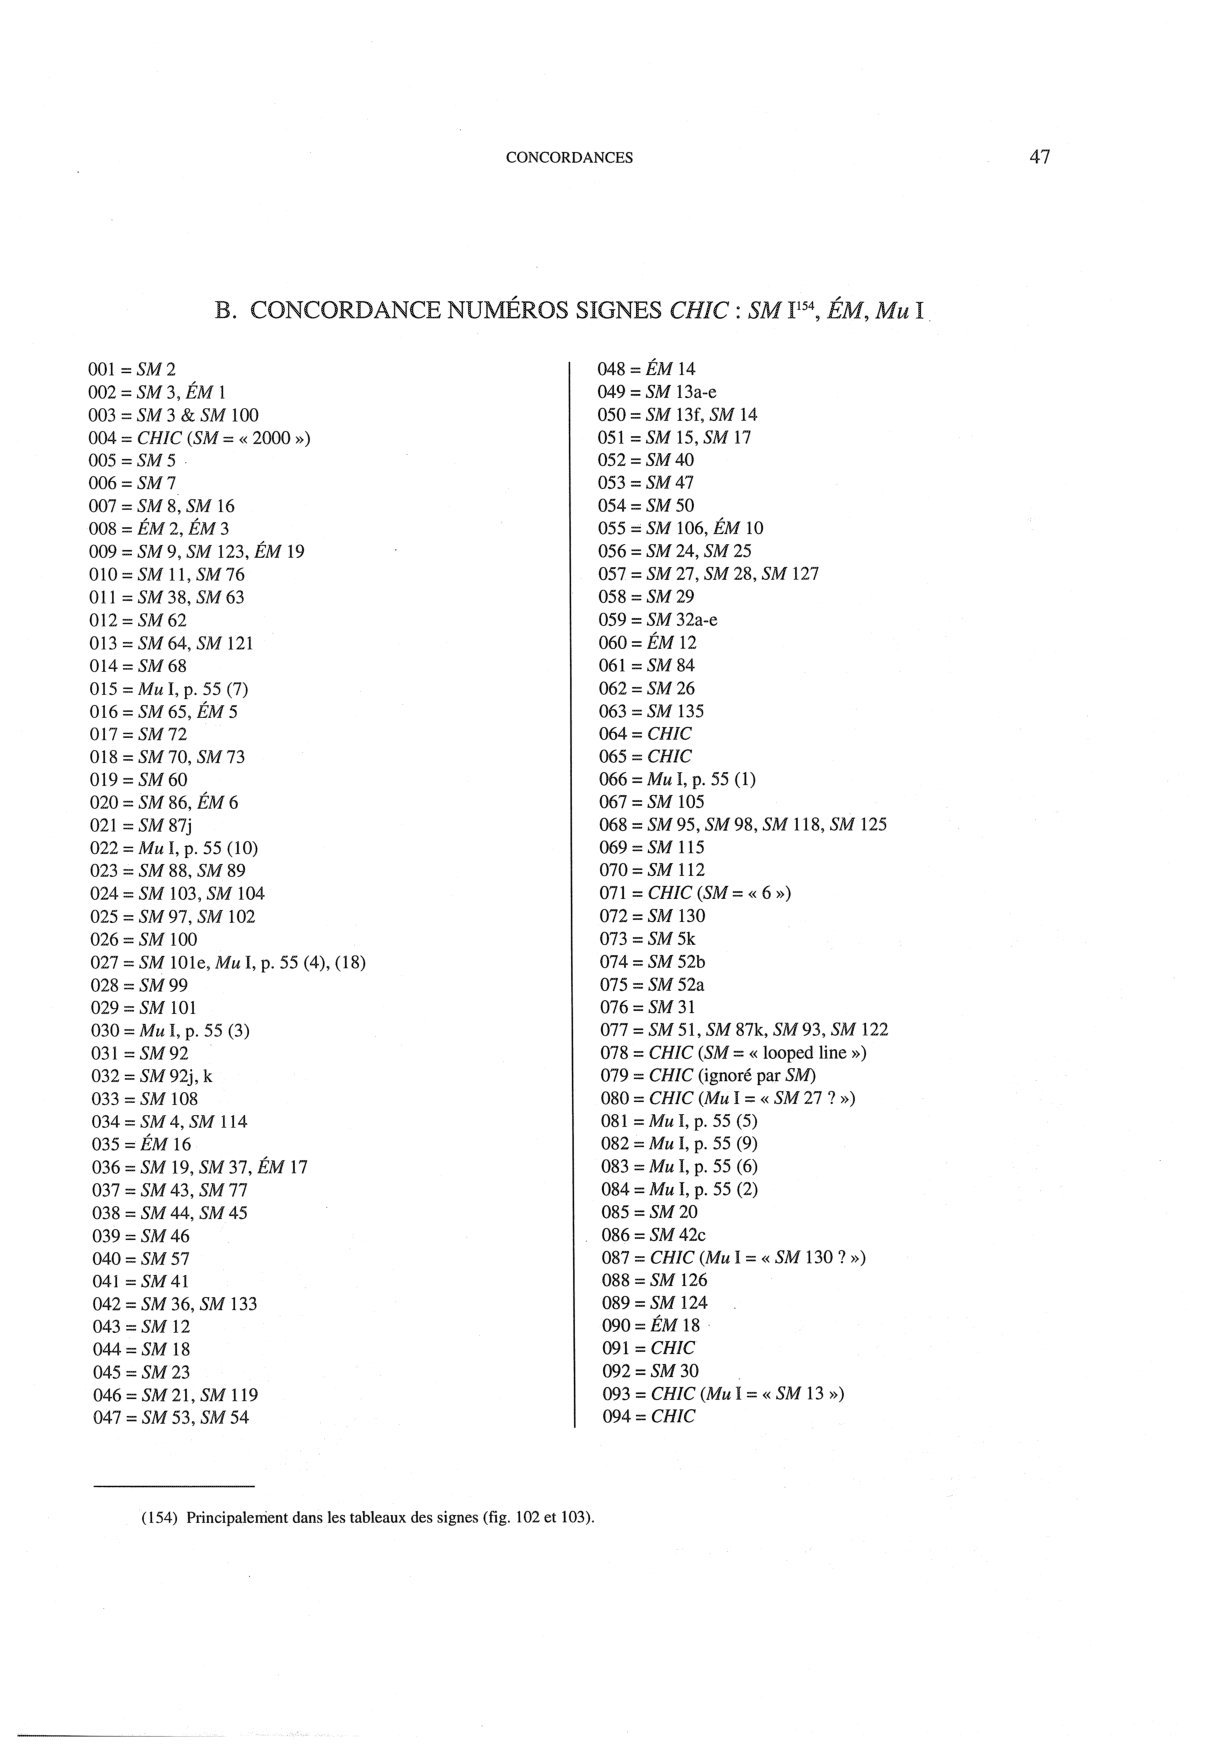 CONCORDANCES 47
B. CONCORDANCE NUMÉROS SIGNES CHIC : SM I¹⁵⁴, ÉM, Mu I
001 = SM 2
002 = SM 3, ÉM 1
003 = SM 3 & SM 100
004 = CHIC (SM = « 2000 »)
005 = SM 5
006 = SM 7
007 = SM 8, SM 16
008 = ÉM 2, ÉM 3
009 = SM 9, SM 123, ÉM 19
010 = SM 11, SM 76
011 = SM 38, SM 63
012 = SM 62
013 = SM 64, SM 121
014 = SM 68
015 = Mu I, p. 55 (7)
016 = SM 65, ÉM 5
017 = SM 72
018 = SM 70, SM 73
019 = SM 60
020 = SM 86, ÉM 6
021 = SM 87j
022 = Mu I, p. 55 (10)
023 = SM 88, SM 89
024 = SM 103, SM 104
025 = SM 97, SM 102
026 = SM 100
027 = SM 101e, Mu I, p. 55 (4), (18)
028 = SM 99
029 = SM 101
030 = Mu I, p. 55 (3)
031 = SM 92
032 = SM 92j, k
033 = SM 108
034 = SM 4, SM 114
035 = ÉM 16
036 = SM 19, SM 37, ÉM 17
037 = SM 43, SM 77
038 = SM 44, SM 45
039 = SM 46
040 = SM 57
041 = SM 41
042 = SM 36, SM 133
043 = SM 12
044 = SM 18
045 = SM 23
046 = SM 21, SM 119
047 = SM 53, SM 54
048 = ÉM 14
049 = SM 13a-e
050 = SM 13f, SM 14
051 = SM 15, SM 17
052 = SM 40
053 = SM 47
054 = SM 50
055 = SM 106, ÉM 10
056 = SM 24, SM 25
057 = SM 27, SM 28, SM 127
058 = SM 29
059 = SM 32a-e
060 = ÉM 12
061 = SM 84
062 = SM 26
063 = SM 135
064 = CHIC
065 = CHIC
066 = Mu I, p. 55 (1)
067 = SM 105
068 = SM 95, SM 98, SM 118, SM 125
069 = SM 115
070 = SM 112
071 = CHIC (SM = « 6 »)
072 = SM 130
073 = SM 5k
074 = SM 52b
075 = SM 52a
076 = SM 31
077 = SM 51, SM 87k, SM 93, SM 122
078 = CHIC (SM = « looped line »)
079 = CHIC (ignoré par SM)
080 = CHIC (Mu I = « SM 27 ? »)
081 = Mu I, p. 55 (5)
082 = Mu I, p. 55 (9)
083 = Mu I, p. 55 (6)
084 = Mu I, p. 55 (2)
085 = SM 20
086 = SM 42c
087 = CHIC (Mu I = « SM 130 ? »)
088 = SM 126
089 = SM 124
090 = ÉM 18
091 = CHIC
092 = SM 30
093 = CHIC (Mu I = « SM 13 »)
094 = CHIC
(154) Principalement dans les tableaux des signes (fig. 102 et 103).